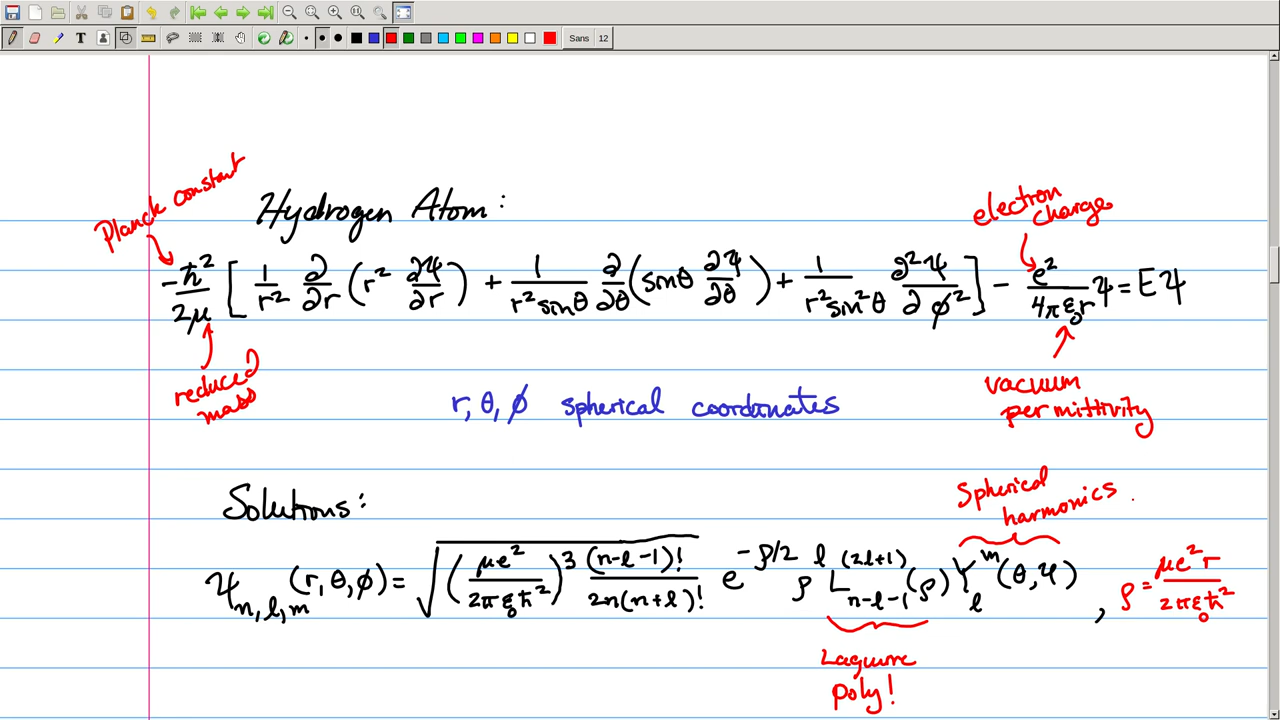 Sans 12
Planck constant
Hydrogen Atom:
electron
charge
-ℏ²/2μ [ 1/r² ∂/∂r (r² ∂Ψ/∂r) + 1/(r² sinθ) ∂/∂θ (sinθ ∂Ψ/∂θ) + 1/(r² sin²θ) ∂²Ψ/∂φ² ] - e²/(4πε₀r) Ψ = EΨ
reduced
mass
vacuum
permittivity
r, θ, φ spherical coordinates
Spherical
harmonics
Solutions:
Ψ_{n,l,m}(r,θ,φ) = √((μe²/(2πε₀ℏ²))³ (n-l-1)!/(2n(n+l)!)) e^{-ρ/2} ρ^l L_{n-l-1}^{(2l+1)}(ρ) Y_l^m(θ,φ), ρ = μe²r/(2πε₀ℏ²)
Laguerre
poly!